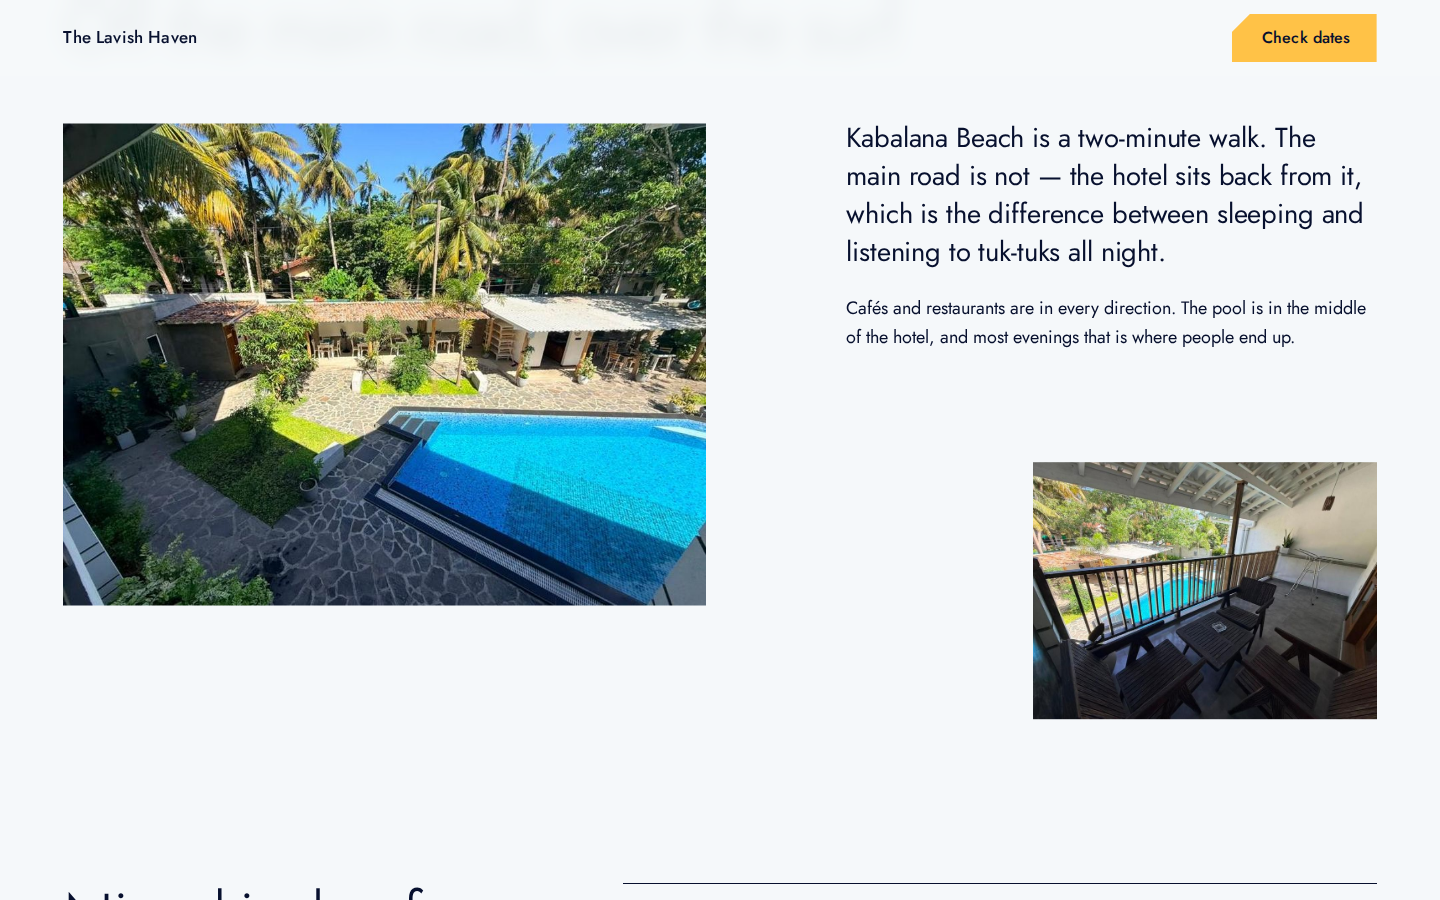 The Lavish Haven
Check dates
Kabalana Beach is a two-minute walk. The
main road is not — the hotel sits back from it,
which is the difference between sleeping and
listening to tuk-tuks all night.
Cafés and restaurants are in every direction. The pool is in the middle
of the hotel, and most evenings that is where people end up.